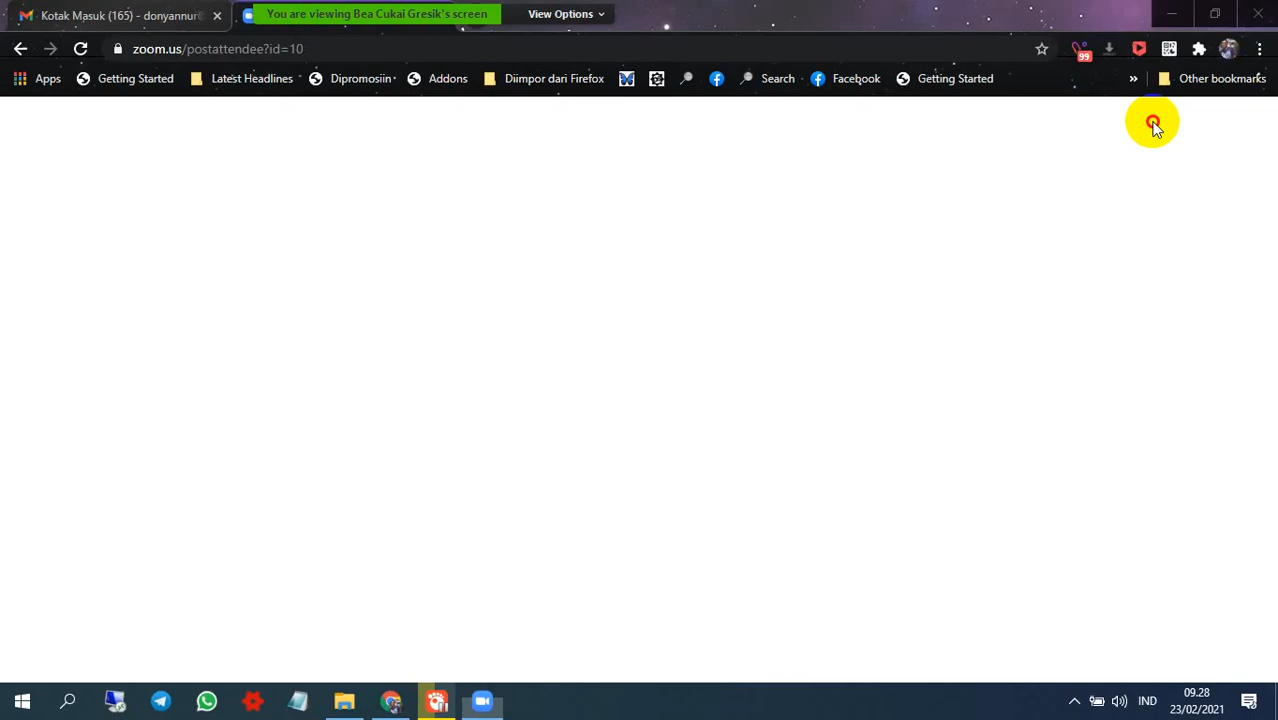 Kotak Masuk (165) - donyannur
You are viewing Bea Cukai Gresik's screen
View Options
zoom.us/postattendee?id=10
99
Apps
Getting Started
Latest Headlines
Dipromosiin
Addons
Diimpor dari Firefox
Search
Facebook
Getting Started
»
Other bookmarks
IND
09.28
23/02/2021